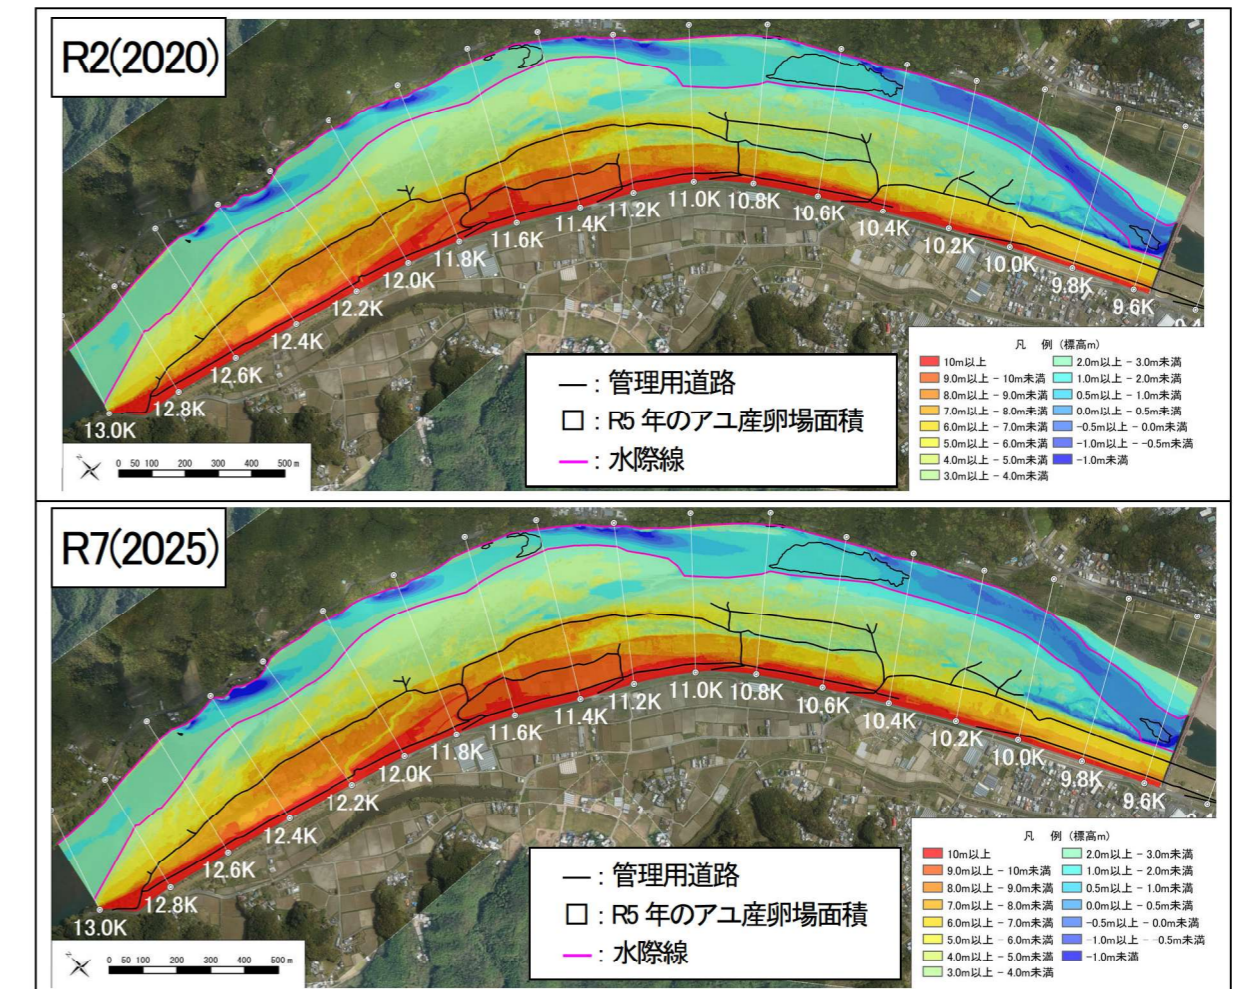 R2(2020)
11.0K
10.8K
11.2K
10.6K
11.4K
10.4K
11.6K
10.2K
11.8K
10.0K
12.0K
9.8K
12.2K
9.6K
12.4K
12.6K
12.8K
13.0K
0 50 100 200 300 400 500 m
― : 管理用道路
□ : R5 年のアユ産卵場面積
― : 水際線
凡 例 (標高m)
10m以上
9.0m以上 - 10m未満
8.0m以上 - 9.0m未満
7.0m以上 - 8.0m未満
6.0m以上 - 7.0m未満
5.0m以上 - 6.0m未満
4.0m以上 - 5.0m未満
3.0m以上 - 4.0m未満
2.0m以上 - 3.0m未満
1.0m以上 - 2.0m未満
0.5m以上 - 1.0m未満
0.0m以上 - 0.5m未満
-0.5m以上 - 0.0m未満
-1.0m以上 - -0.5m未満
-1.0m未満
R7(2025)
11.0K
10.8K
11.2K
10.6K
11.4K
10.4K
11.6K
10.2K
11.8K
10.0K
12.0K
9.8K
12.2K
9.6K
12.4K
12.6K
12.8K
13.0K
0 50 100 200 300 400 500 m
― : 管理用道路
□ : R5 年のアユ産卵場面積
― : 水際線
凡 例 (標高m)
10m以上
9.0m以上 - 10m未満
8.0m以上 - 9.0m未満
7.0m以上 - 8.0m未満
6.0m以上 - 7.0m未満
5.0m以上 - 6.0m未満
4.0m以上 - 5.0m未満
3.0m以上 - 4.0m未満
2.0m以上 - 3.0m未満
1.0m以上 - 2.0m未満
0.5m以上 - 1.0m未満
0.0m以上 - 0.5m未満
-0.5m以上 - 0.0m未満
-1.0m以上 - -0.5m未満
-1.0m未満